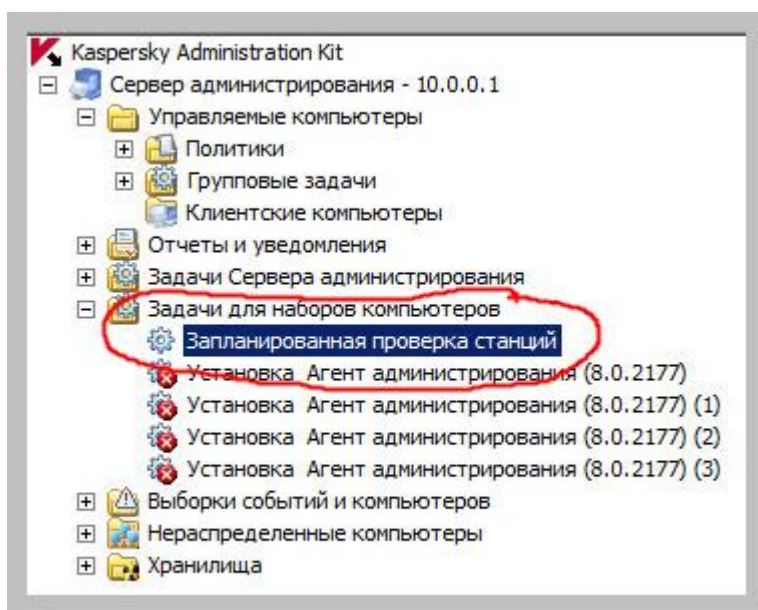 Kaspersky Administration Kit
Сервер администрирования - 10.0.0.1
Управляемые компьютеры
Политики
Групповые задачи
Клиентские компьютеры
Отчеты и уведомления
Задачи Сервера администрирования
Задачи для наборов компьютеров
Запланированная проверка станций
Установка Агент администрирования (8.0.2177)
Установка Агент администрирования (8.0.2177) (1)
Установка Агент администрирования (8.0.2177) (2)
Установка Агент администрирования (8.0.2177) (3)
Выборки событий и компьютеров
Нераспределенные компьютеры
Хранилища